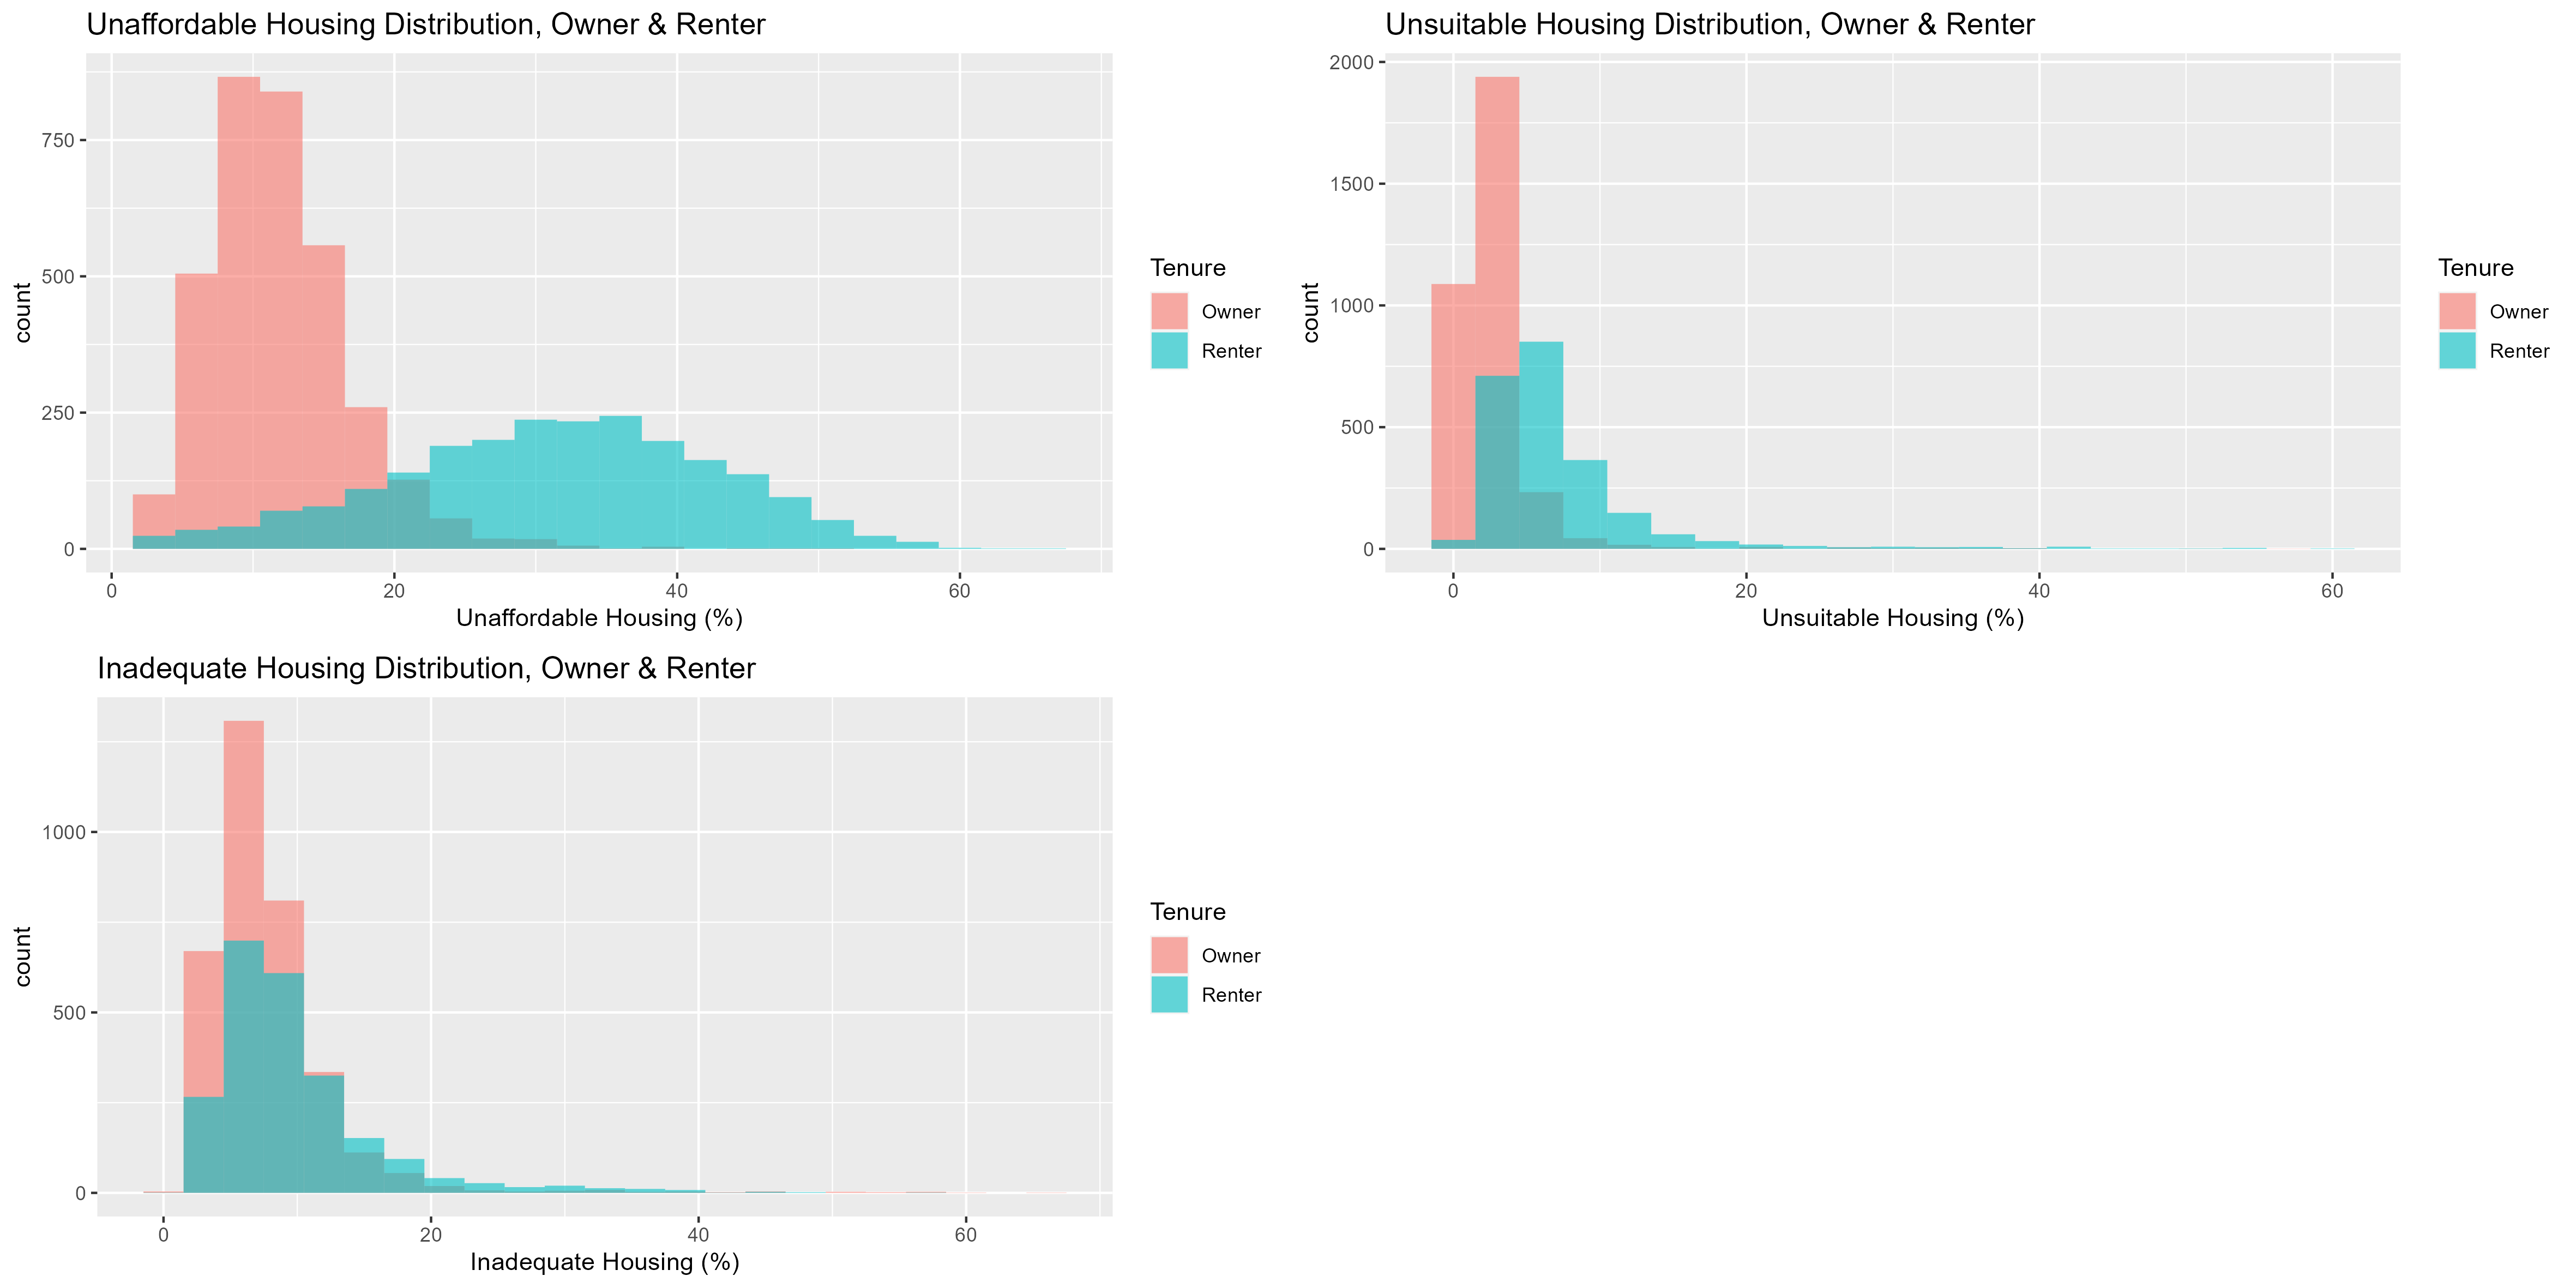 Unaffordable Housing Distribution, Owner & Renter
750
500
250
0
count
0 20 40 60
Unaffordable Housing (%)
Tenure
Owner
Renter
Unsuitable Housing Distribution, Owner & Renter
2000
1500
1000
500
0
count
0 20 40 60
Unsuitable Housing (%)
Tenure
Owner
Renter
Inadequate Housing Distribution, Owner & Renter
1000
500
0
count
0 20 40 60
Inadequate Housing (%)
Tenure
Owner
Renter